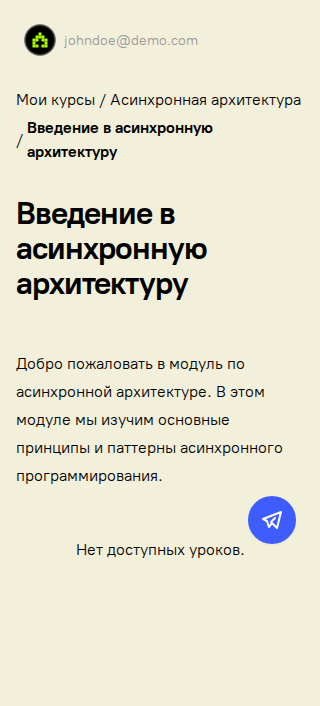 johndoe@demo.com
Мои курсы / Асинхронная архитектура
/ Введение в асинхронную
архитектуру
Введение в
асинхронную
архитектуру
Добро пожаловать в модуль по
асинхронной архитектуре. В этом
модуле мы изучим основные
принципы и паттерны асинхронного
программирования.
Нет доступных уроков.